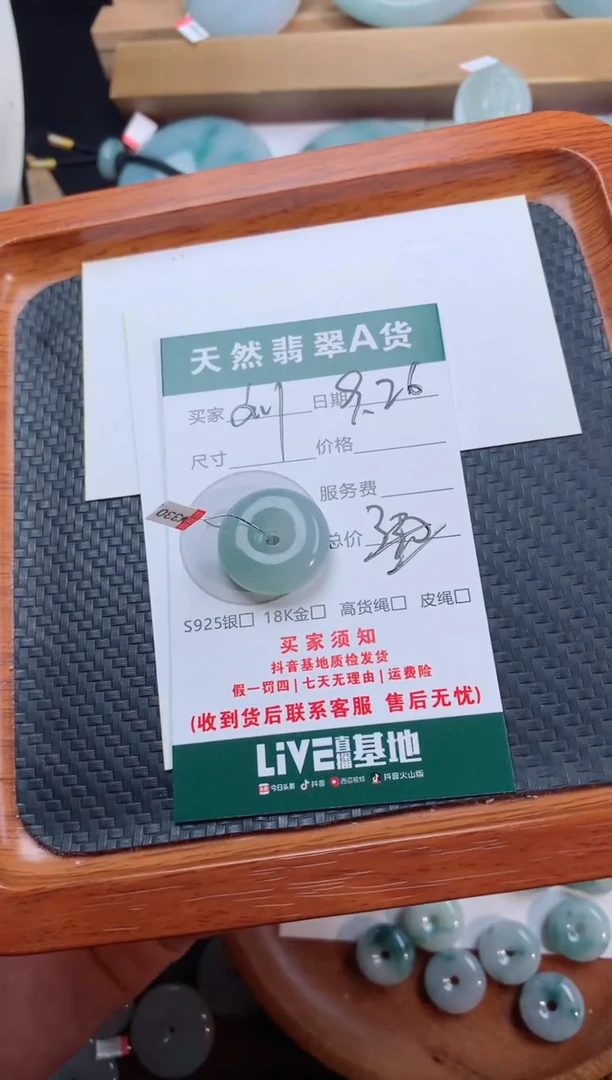 天然翡翠A货
买家 日期 9.26
尺寸 价格
服务费
330
总价
S925银□ 18K金□ 高货绳□ 皮绳□
买家须知
抖音基地质检发货
假一罚四|七天无理由|运费险
(收到货后联系客服 售后无忧)
LiVE直播基地
今日头条 抖音 西瓜视频 抖音火山版